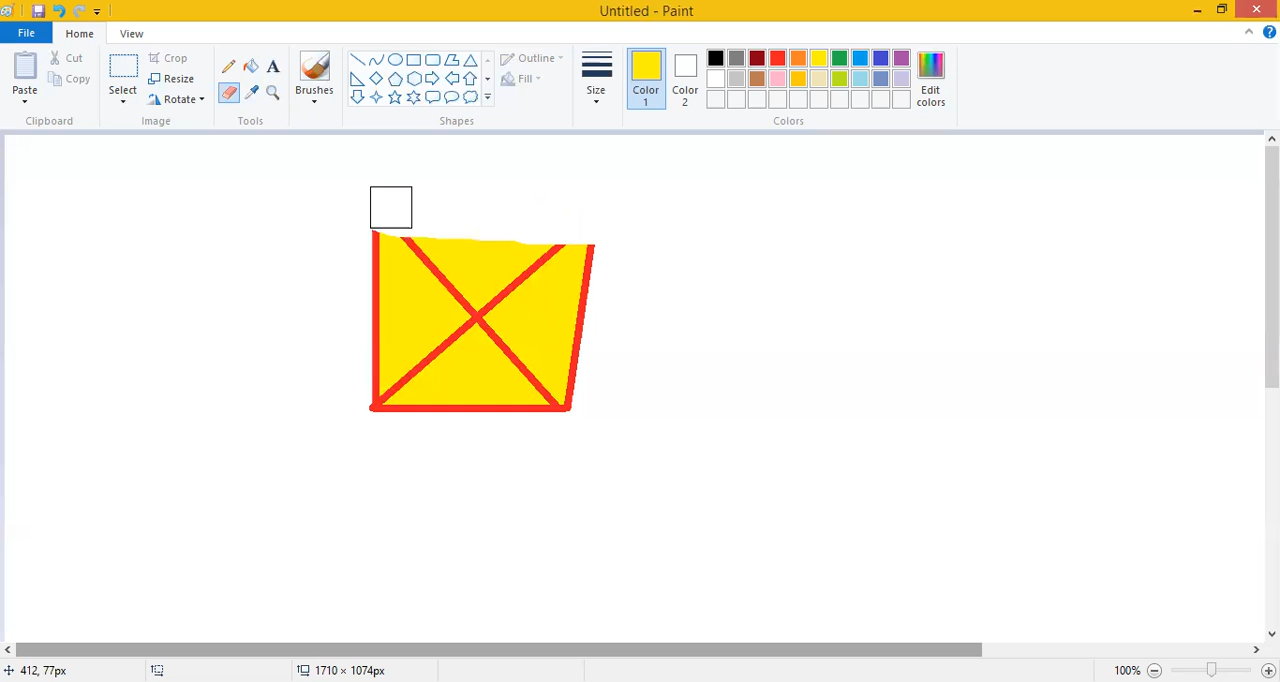 Untitled - Paint
File Home View
Cut
Copy
Paste
Clipboard
Crop
Resize
Rotate
Select
Image
A
Tools
Brushes
Outline
Fill
Shapes
Size
Color 1
Color 2
Edit colors
Colors
412, 77px
1710 × 1074px
100%